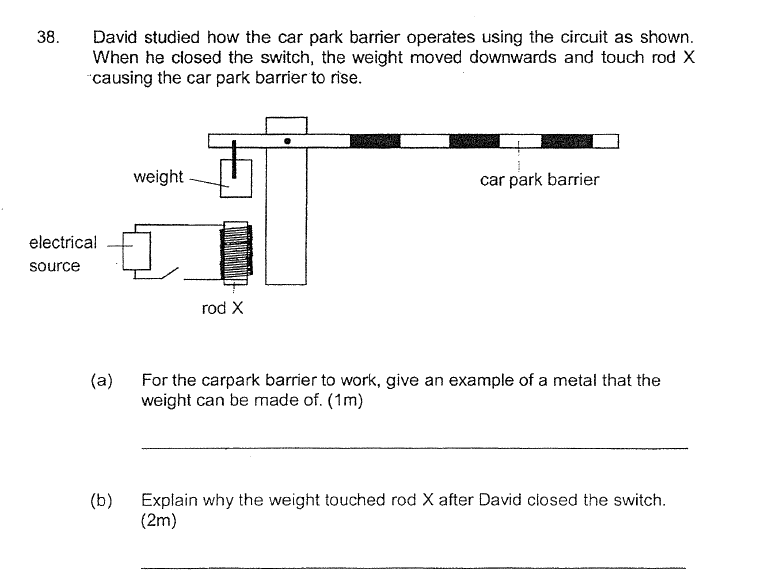 38. David studied how the car park barrier operates using the circuit as shown.
When he closed the switch, the weight moved downwards and touch rod X
causing the car park barrier to rise.
weight
car park barrier
electrical
source
rod X
(a) For the carpark barrier to work, give an example of a metal that the
weight can be made of. (1m)
(b) Explain why the weight touched rod X after David closed the switch.
(2m)